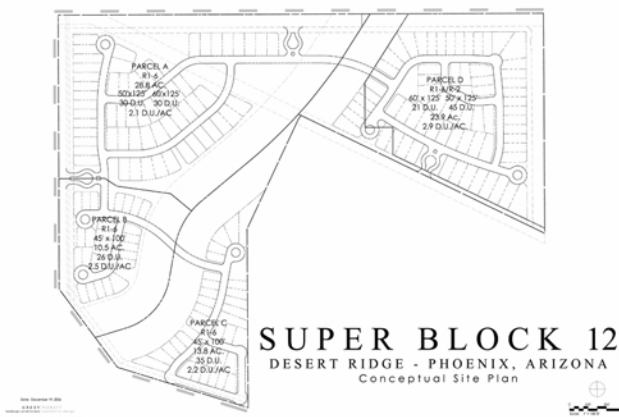 PARCEL A
R1-6
28.8 AC.
50'x125' 60'x125'
30 D.U. 30 D.U.
2.1 D.U./AC
PARCEL D
R1-6/R-2
60' x 125' 50' x 125'
21 D.U. 45 D.U.
23.9 Ac.
2.9 D.U./AC.
PARCEL B
R1-6
45' x 100'
10.5 AC.
26 D.U.
2.5 D.U./AC
PARCEL C
R1-6
45' x 100'
13.8 AC.
35 D.U.
2.2 D.U./AC
SUPER BLOCK 12
DESERT RIDGE - PHOENIX, ARIZONA
Conceptual Site Plan